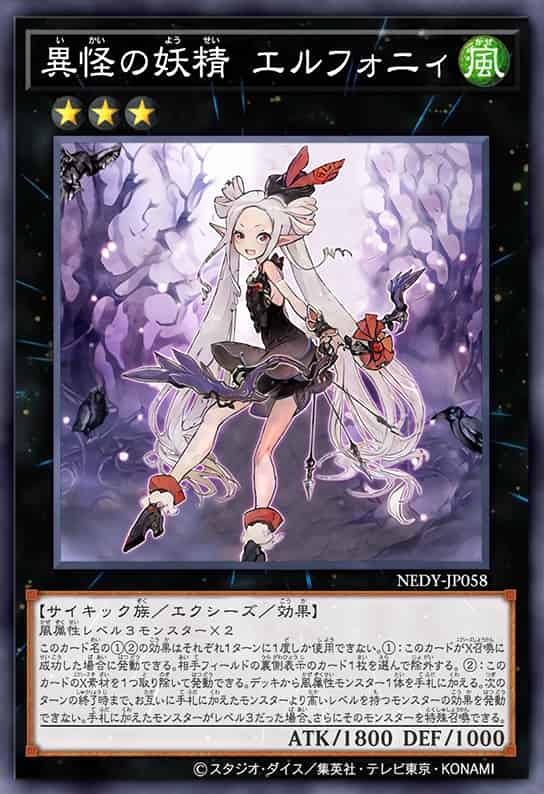 異怪の妖精 エルフォニィ 風
NEDY-JP058
【サイキック族／エクシーズ／効果】
風属性レベル３モンスター×２
このカード名の①②の効果はそれぞれ1ターンに1度しか使用できない。①：このカードがX召喚に
成功した場合に発動できる。相手フィールドの裏側表示のカード1枚を選んで除外する。②：この
カードのX素材を1つ取り除いて発動できる。デッキから風属性モンスター1体を手札に加える。次の
ターンの終了時まで、お互いに手札に加えたモンスターより高いレベルを持つモンスターの効果を発動
できない。手札に加えたモンスターがレベル３だった場合、さらにそのモンスターを特殊召喚できる。
ATK/1800 DEF/1000
©スタジオ・ダイス/集英社・テレビ東京・KONAMI